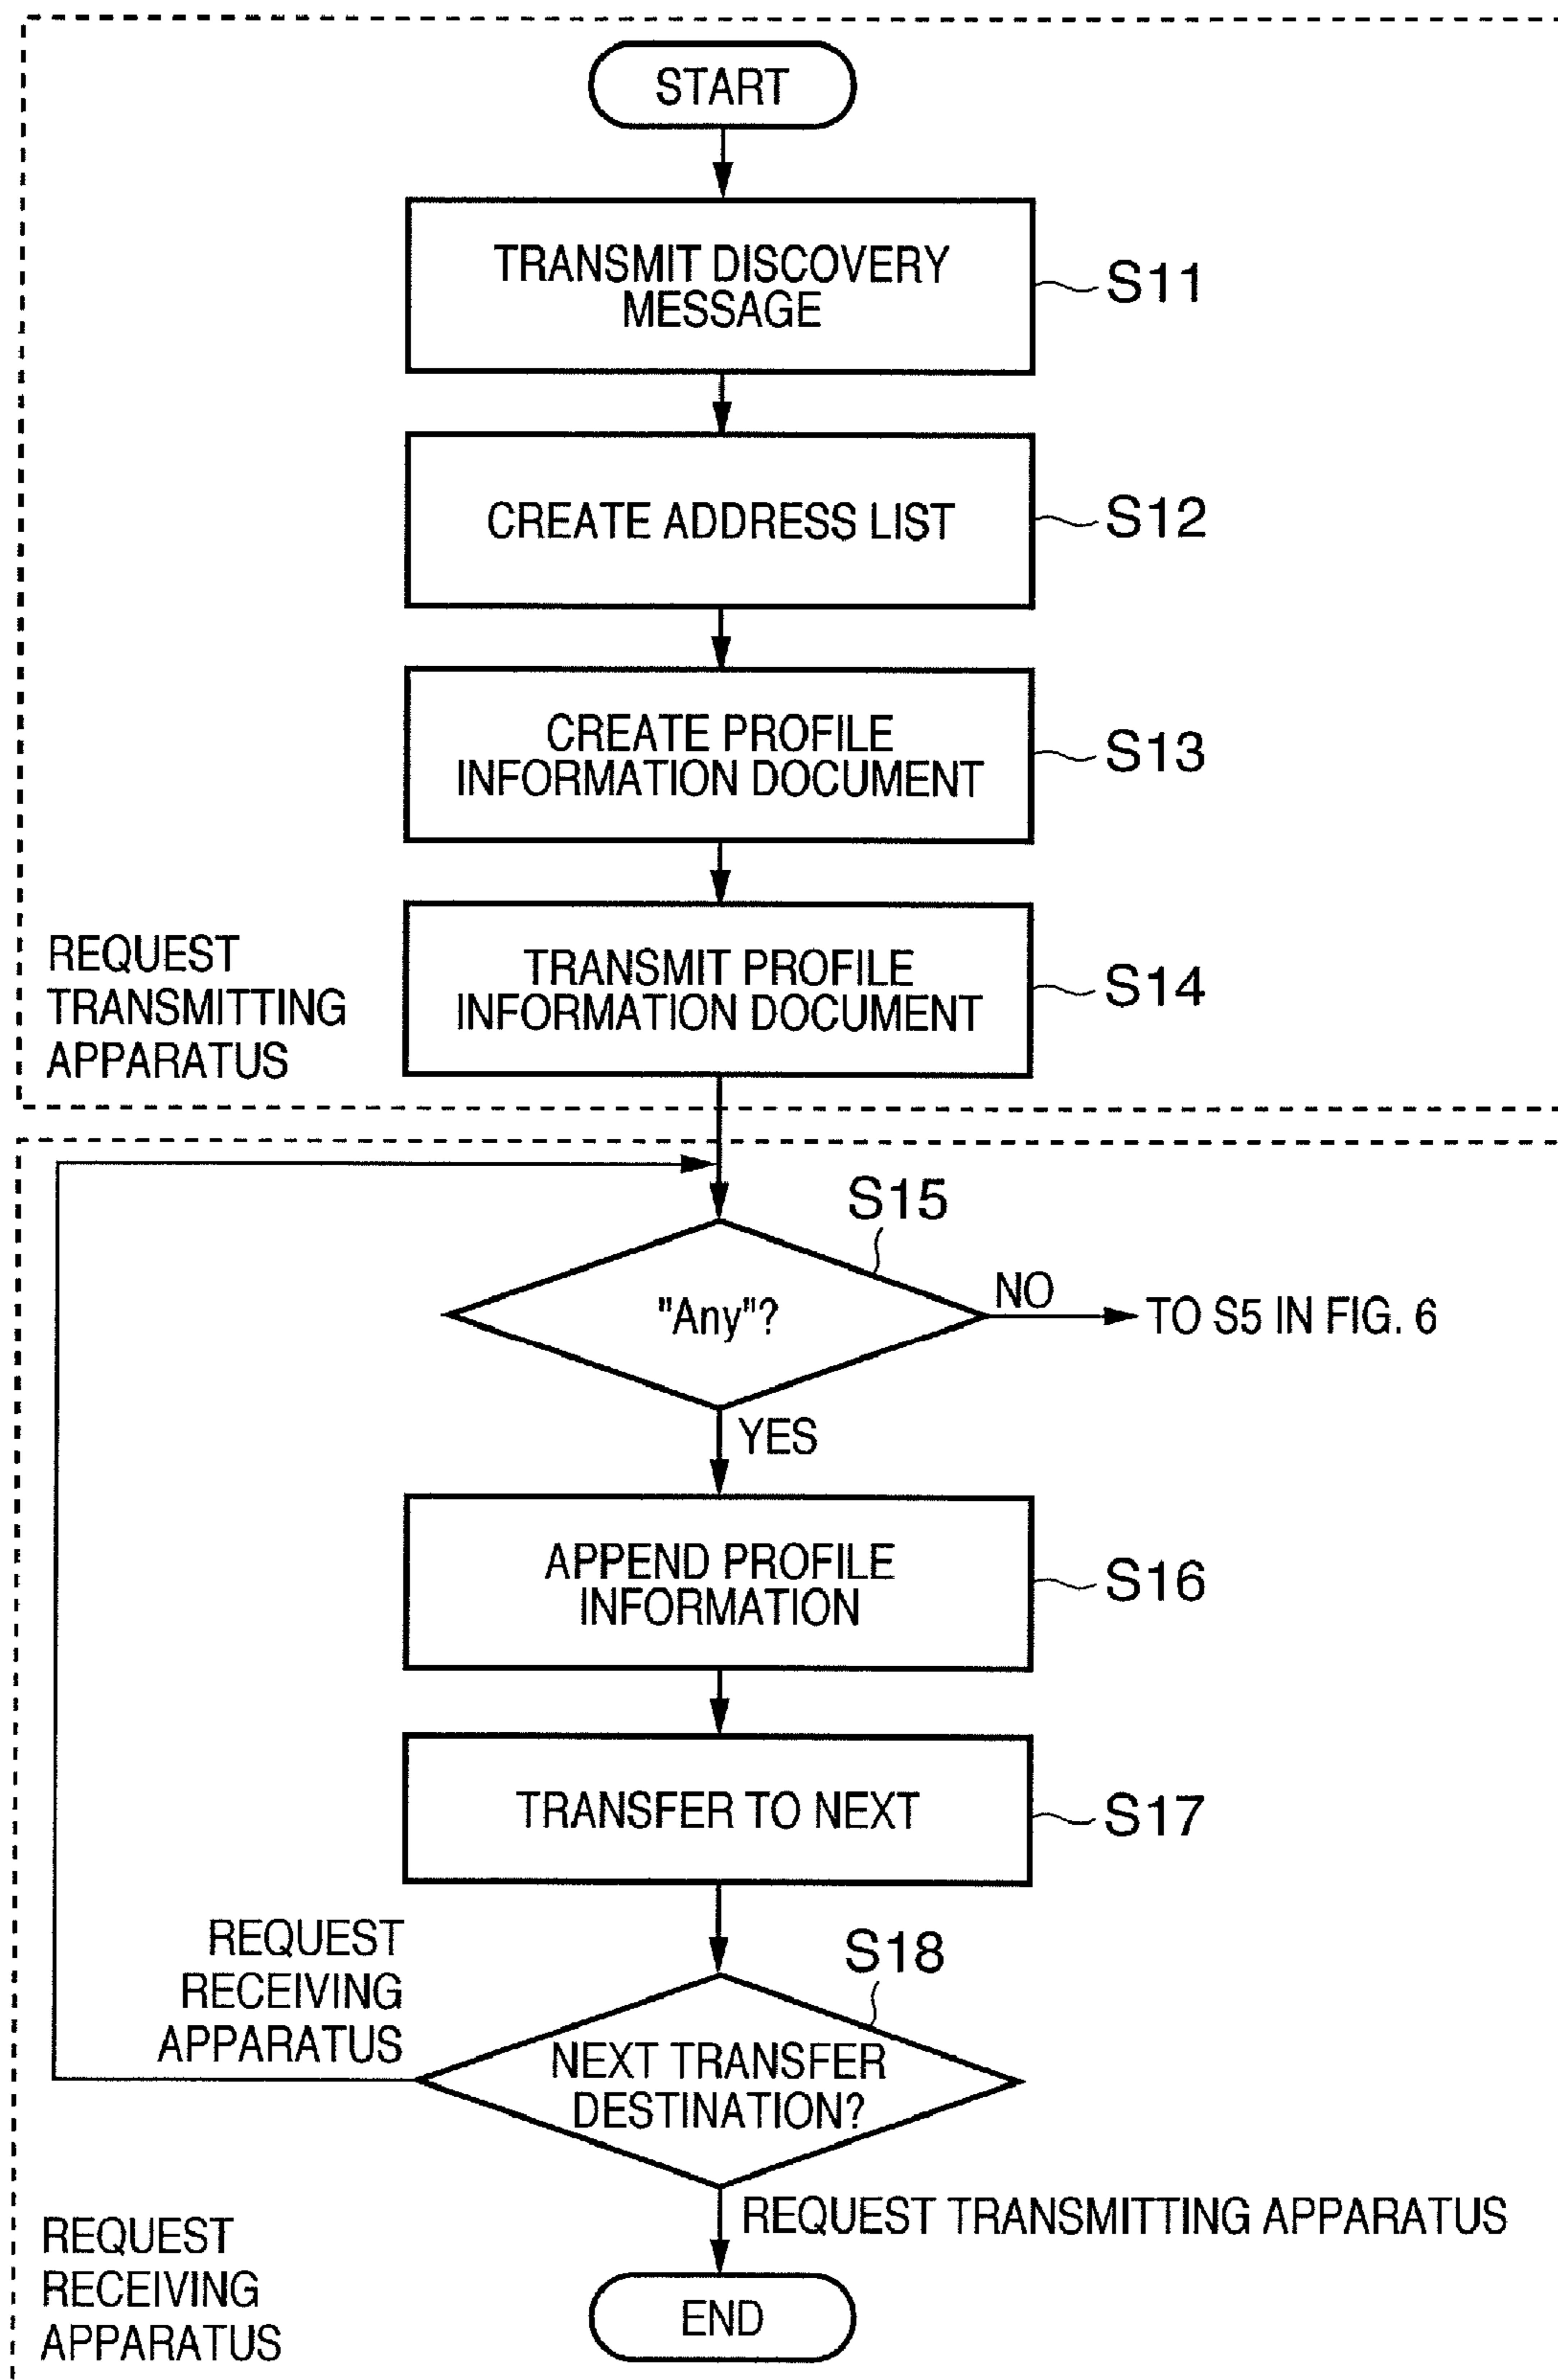 START
TRANSMIT DISCOVERY
MESSAGE
S11
CREATE ADDRESS LIST
S12
CREATE PROFILE
INFORMATION DOCUMENT
S13
TRANSMIT PROFILE
INFORMATION DOCUMENT
S14
REQUEST
TRANSMITTING
APPARATUS
S15
"Any"?
NO
TO S5 IN FIG. 6
YES
APPEND PROFILE
INFORMATION
S16
TRANSFER TO NEXT
S17
REQUEST
RECEIVING
APPARATUS
S18
NEXT TRANSFER
DESTINATION?
REQUEST TRANSMITTING APPARATUS
REQUEST
RECEIVING
APPARATUS
END